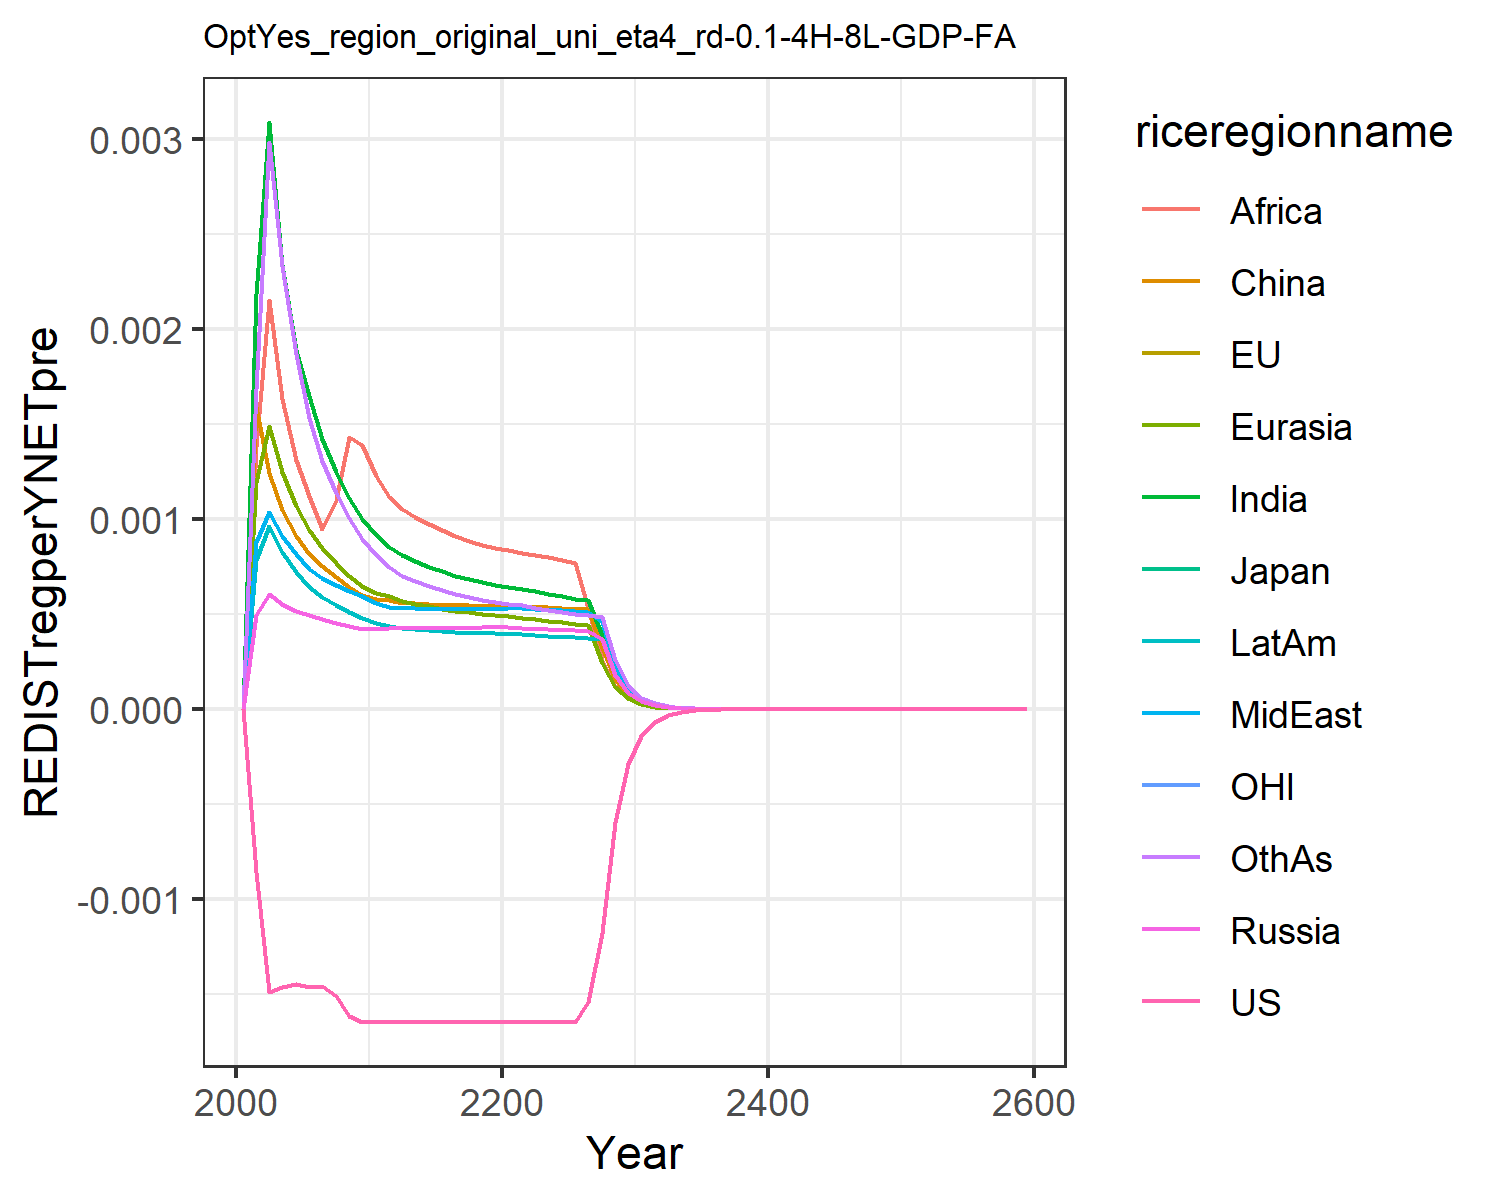 OptYes_region_original_uni_eta4_rd-0.1-4H-8L-GDP-FA
REDISTregperYNETpre
0.003
0.002
0.001
0.000
-0.001
2000
2200
2400
2600
Year
riceregionname
Africa
China
EU
Eurasia
India
Japan
LatAm
MidEast
OHI
OthAs
Russia
US